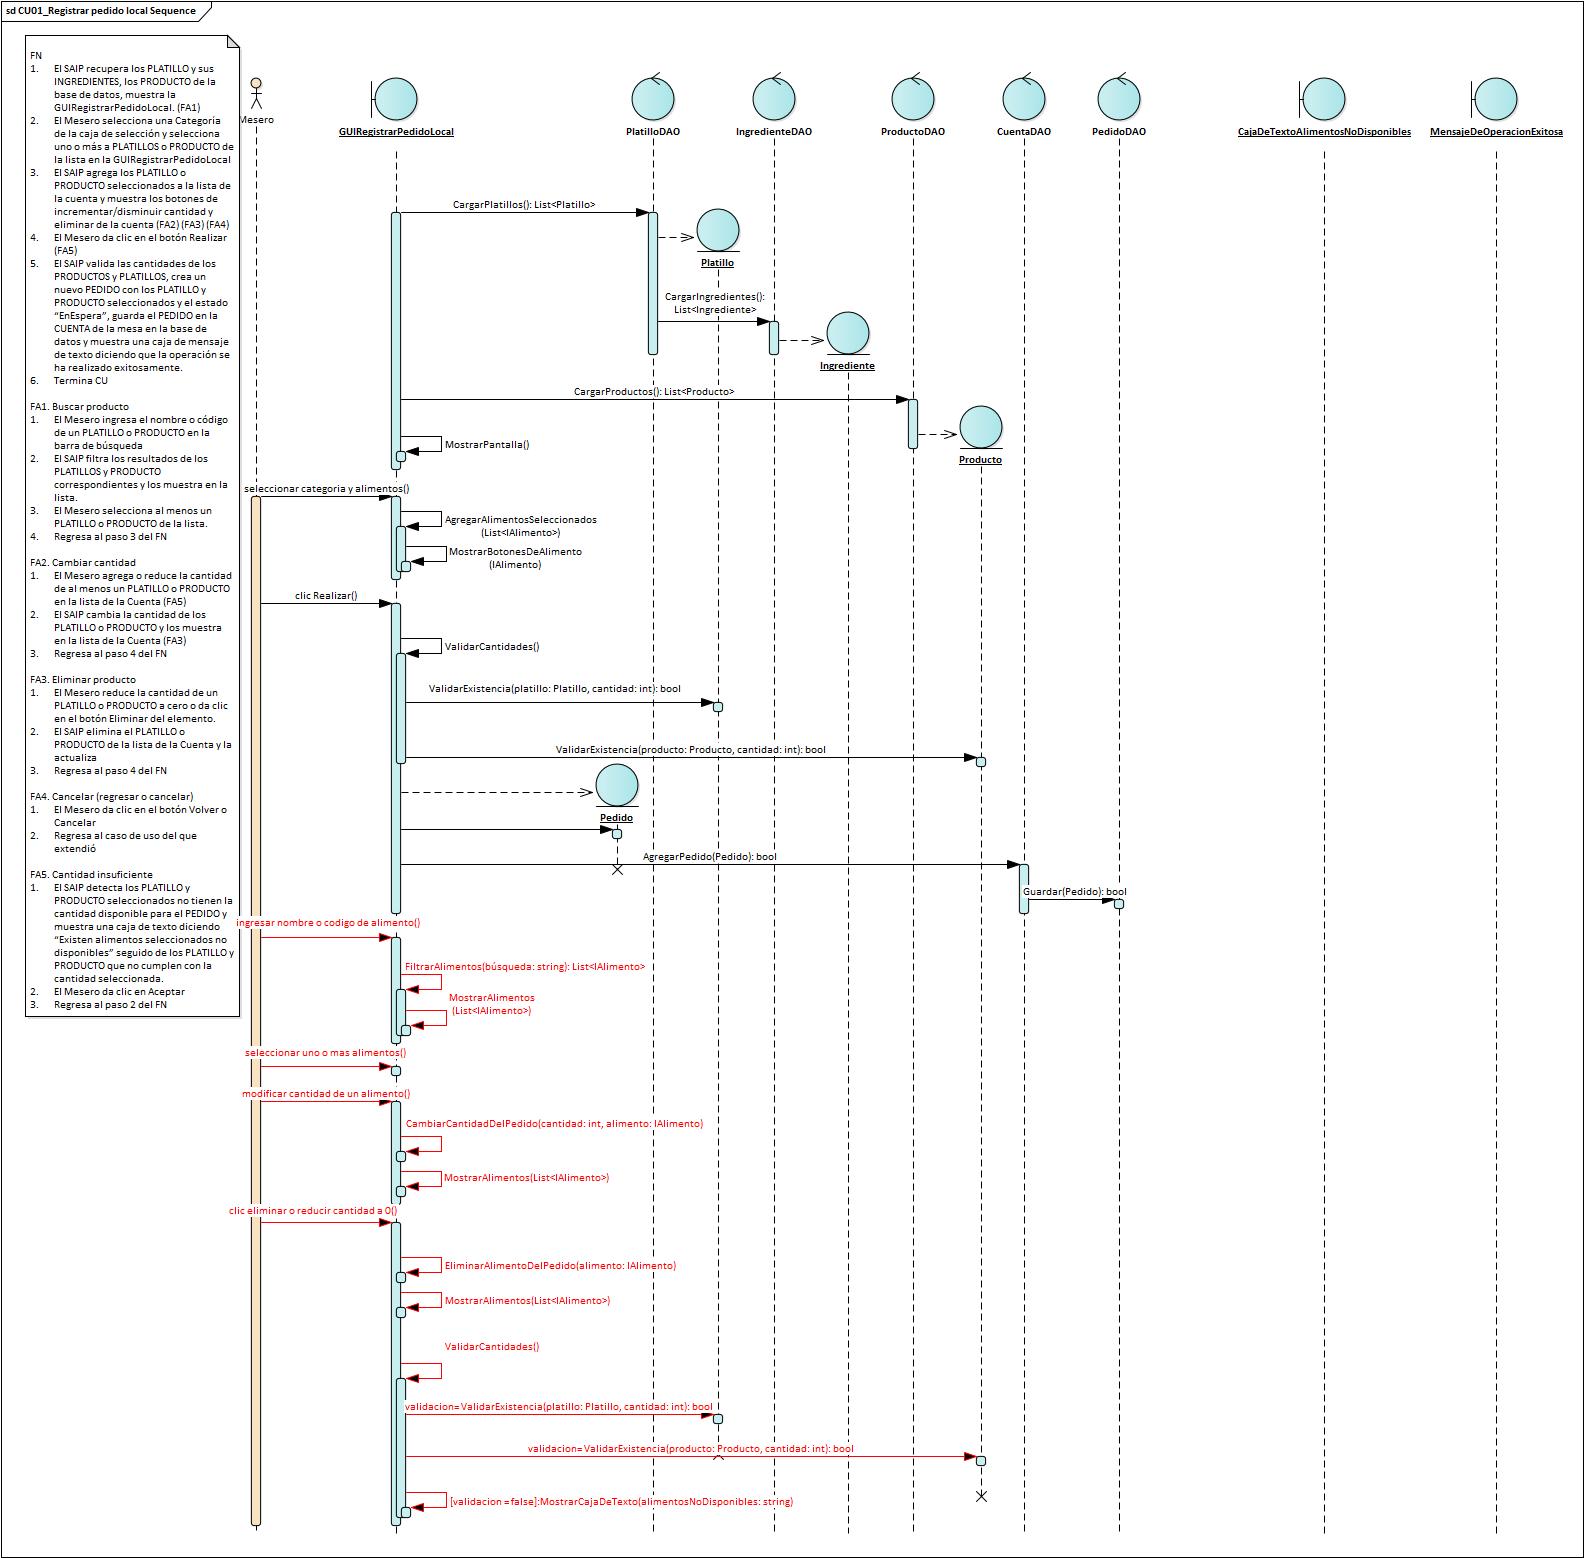 sd CU01_Registrar pedido local Sequence
FN
1. El SAIP recupera los PLATILLO y sus
INGREDIENTES, los PRODUCTO de la
base de datos, muestra la
GUIRegistrarPedidoLocal. (FA1)
2. El Mesero selecciona una Categoría
de la caja de selección y selecciona
uno o más a PLATILLOS o PRODUCTO de
la lista en la GUIRegistrarPedidoLocal
3. El SAIP agrega los PLATILLO o
PRODUCTO seleccionados a la lista de
la cuenta y muestra los botones de
incrementar/disminuir cantidad y
eliminar de la cuenta (FA2) (FA3) (FA4)
4. El Mesero da clic en el botón Realizar
(FA5)
5. El SAIP valida las cantidades de los
PRODUCTOS y PLATILLOS, crea un
nuevo PEDIDO con los PLATILLO y
PRODUCTO seleccionados y el estado
“EnEspera”, guarda el PEDIDO en la
CUENTA de la mesa en la base de
datos y muestra una caja de mensaje
de texto diciendo que la operación se
ha realizado exitosamente.
6. Termina CU
FA1. Buscar producto
1. El Mesero ingresa el nombre o código
de un PLATILLO o PRODUCTO en la
barra de búsqueda
2. El SAIP filtra los resultados de los
PLATILLOS y PRODUCTO
correspondientes y los muestra en la
lista.
3. El Mesero selecciona al menos un
PLATILLO o PRODUCTO de la lista.
4. Regresa al paso 3 del FN
FA2. Cambiar cantidad
1. El Mesero agrega o reduce la cantidad
de al menos un PLATILLO o PRODUCTO
en la lista de la Cuenta (FA5)
2. El SAIP cambia la cantidad de los
PLATILLO o PRODUCTO y los muestra
en la lista de la Cuenta (FA3)
3. Regresa al paso 4 del FN
FA3. Eliminar producto
1. El Mesero reduce la cantidad de un
PLATILLO o PRODUCTO a cero o da clic
en el botón Eliminar del elemento.
2. El SAIP elimina el PLATILLO o
PRODUCTO de la lista de la Cuenta y la
actualiza
3. Regresa al paso 4 del FN
FA4. Cancelar (regresar o cancelar)
1. El Mesero da clic en el botón Volver o
Cancelar
2. Regresa al caso de uso del que
extendió
FA5. Cantidad insuficiente
1. El SAIP detecta los PLATILLO y
PRODUCTO seleccionados no tienen la
cantidad disponible para el PEDIDO y
muestra una caja de texto diciendo
“Existen alimentos seleccionados no
disponibles” seguido de los PLATILLO y
PRODUCTO que no cumplen con la
cantidad seleccionada.
2. El Mesero da clic en Aceptar
3. Regresa al paso 2 del FN
Mesero
GUIRegistrarPedidoLocal
PlatilloDAO
IngredienteDAO
ProductoDAO
CuentaDAO
PedidoDAO
CajaDeTextoAlimentosNoDisponibles
MensajeDeOperacionExitosa
CargarPlatillos(): List<Platillo>
Platillo
CargarIngredientes():
List<Ingrediente>
Ingrediente
CargarProductos(): List<Producto>
Producto
MostrarPantalla()
seleccionar categoria y alimentos()
AgregarAlimentosSeleccionados
(List<IAlimento>)
MostrarBotonesDeAlimento
(IAlimento)
clic Realizar()
ValidarCantidades()
ValidarExistencia(platillo: Platillo, cantidad: int): bool
ValidarExistencia(producto: Producto, cantidad: int): bool
Pedido
AgregarPedido(Pedido): bool
Guardar(Pedido): bool
ingresar nombre o codigo de alimento()
FiltrarAlimentos(búsqueda: string): List<IAlimento>
MostrarAlimentos
(List<IAlimento>)
seleccionar uno o mas alimentos()
modificar cantidad de un alimento()
CambiarCantidadDelPedido(cantidad: int, alimento: IAlimento)
MostrarAlimentos(List<IAlimento>)
clic eliminar o reducir cantidad a 0()
EliminarAlimentoDelPedido(alimento: IAlimento)
MostrarAlimentos(List<IAlimento>)
ValidarCantidades()
validacion= ValidarExistencia(platillo: Platillo, cantidad: int): bool
validacion= ValidarExistencia(producto: Producto, cantidad: int): bool
[validacion =false]:MostrarCajaDeTexto(alimentosNoDisponibles: string)